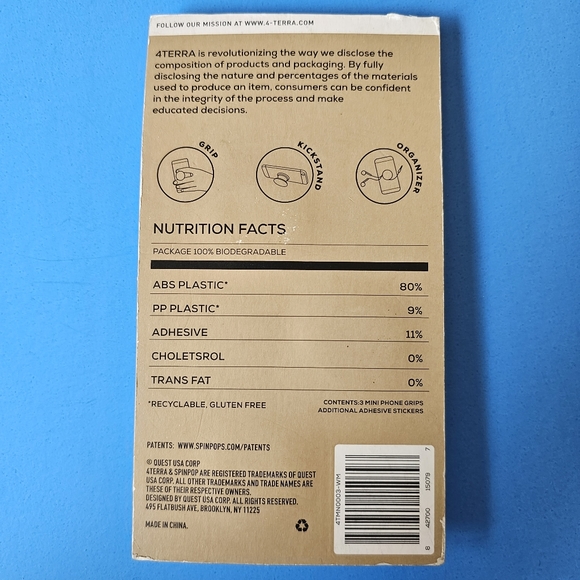 FOLLOW OUR MISSION AT WWW.4-TERRA.COM
4TERRA is revolutionizing the way we disclose the
composition of products and packaging. By fully
disclosing the nature and percentages of the materials
used to produce an item, consumers can be confident
in the integrity of the process and make
educated decisions.
GRIP
KICKSTAND
ORGANIZER
NUTRITION FACTS
PACKAGE 100% BIODEGRADABLE
ABS PLASTIC* 80%
PP PLASTIC* 9%
ADHESIVE 11%
CHOLETSROL 0%
TRANS FAT 0%
*RECYCLABLE, GLUTEN FREE
CONTENTS:3 MINI PHONE GRIPS
ADDITIONAL ADHESIVE STICKERS
PATENTS: WWW.SPINPOPS.COM/PATENTS
© QUEST USA CORP
4TERRA & SPINPOP ARE REGISTERED TRADEMARKS OF QUEST
USA CORP. ALL OTHER TRADEMARKS AND TRADE NAMES ARE
THESE OF THEIR RESPECTIVE OWNERS.
DESIGNED BY QUEST USA CORP. ALL RIGHTS RESERVED.
495 FLATBUSH AVE, BROOKLYN, NY 11225
MADE IN CHINA.
4TMN0003-WM
8 42700 15079 7